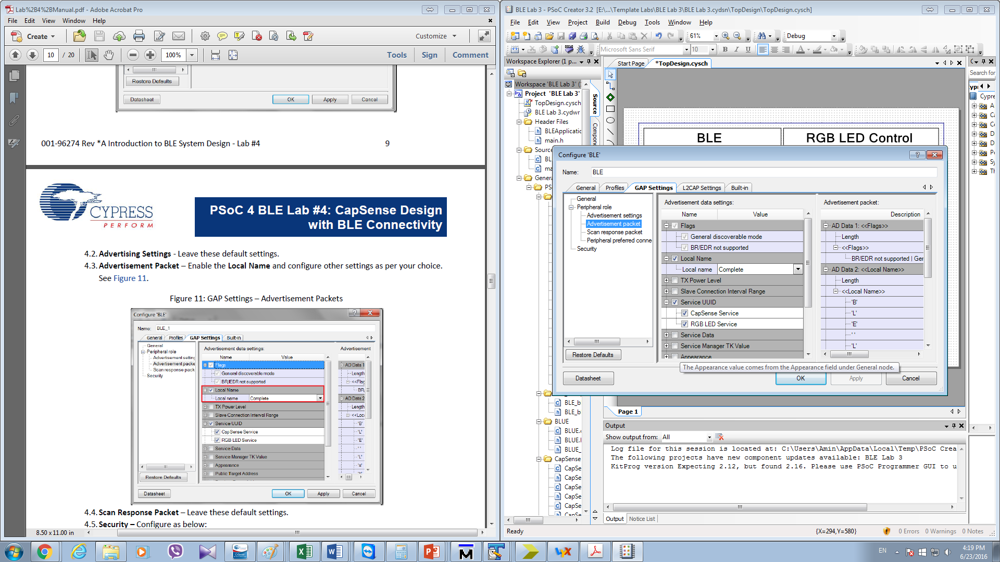 Lab%2B4%2BManual.pdf - Adobe Acrobat Pro
File Edit View Window Help
Create
Customize
10 / 20
100%
Tools Sign Comment
Restore Defaults
Datasheet OK Apply Cancel
001-96274 Rev *A Introduction to BLE System Design - Lab #4 9
CYPRESS
PERFORM
PSoC 4 BLE Lab #4: CapSense Design
with BLE Connectivity
4.2. Advertising Settings - Leave these default settings.
4.3. Advertisement Packet – Enable the Local Name and configure other settings as per your choice.
See Figure 11.
Figure 11: GAP Settings – Advertisement Packets
Configure 'BLE'
Name: BLE_1
General Profiles GAP Settings Built-in
General
Peripheral role
Advertisement setting
Advertisement packe
Scan response pack
Security
Restore Defaults
Advertisement data settings:
Name Value
Flags
General discoverable mode
BR/EDR not supported
Local Name
Local name Complete
TX Power Level
Slave Connection Interval Range
Service UUID
CapSense Service
RGB LED Service
Service Data
Service Manager TK Value
Appearance
Public Target Address
Advertisement
AD Data 1
Length
<<Flag
BR/
AD Data 2
Length
<<Loc
'B'
'L'
'E'
' '
'L'
'a'
Datasheet OK Apply Cancel
4.4. Scan Response Packet – Leave these default settings.
4.5. Security – Configure as below:
8.50 x 11.00 in
BLE Lab 3 - PSoC Creator 3.2 [E:\...\Template Labs\BLE Lab 3\BLE Lab 3.cydsn\TopDesign\TopDesign.cysch]
File Edit View Project Build Debug Tools Window Help
61%
Debug
Microsoft Sans Serif 10 B I U
Workspace Explorer (1 p...
Start Page *TopDesign.cysch
Search for
Workspace 'BLE Lab 3' (
Project 'BLE Lab 3'
TopDesign.cysch
BLE Lab 3.cydwr
Header Files
BLEApplicatio
main.h
Sourc
BL
ma
Genera
PS
Source
Compone
Cypre
BLE
RGB LED Control
Configure 'BLE'
Name: BLE
General Profiles GAP Settings L2CAP Settings Built-in
General
Peripheral role
Advertisement settings
Advertisement packet
Scan response packet
Peripheral preferred conne
Security
Restore Defaults
Advertisement data settings:
Name Value
Flags
General discoverable mode
BR/EDR not supported
Local Name
Local name Complete
TX Power Level
Slave Connection Interval Range
Service UUID
CapSense Service
RGB LED Service
Service Data
Service Manager TK Value
Appearance
Advertisement packet:
Description
AD Data 1: <<Flags>>
Length
<<Flags>>
BR/EDR not supported | Ger
AD Data 2: <<Local Name>>
Length
<<Local Name>>
'B'
'L'
'E'
' '
'L'
The Appearance value comes from the Appearance field under General node.
Datasheet OK Apply Cancel
BLE_b
BLE_b
BLUE
BLUE.
BLUE.
BLUE_
CapSense
CapSe
CapSe
CapSe
CapSe
CapSe
CapSe
Page 1
Output
Show output from: All
Log file for this session is located at: C:\Users\Amin\AppData\Local\Temp\PSoC Crea
The following projects have new component updates available: BLE Lab 3
KitProg version Expecting 2.12, but found 2.16. Please use PSoC Programmer GUI to u
Output Notice List
Ready {X=294,Y=580} 0 Errors 0 Warnings 0 Notes
EN
4:19 PM
6/23/2016